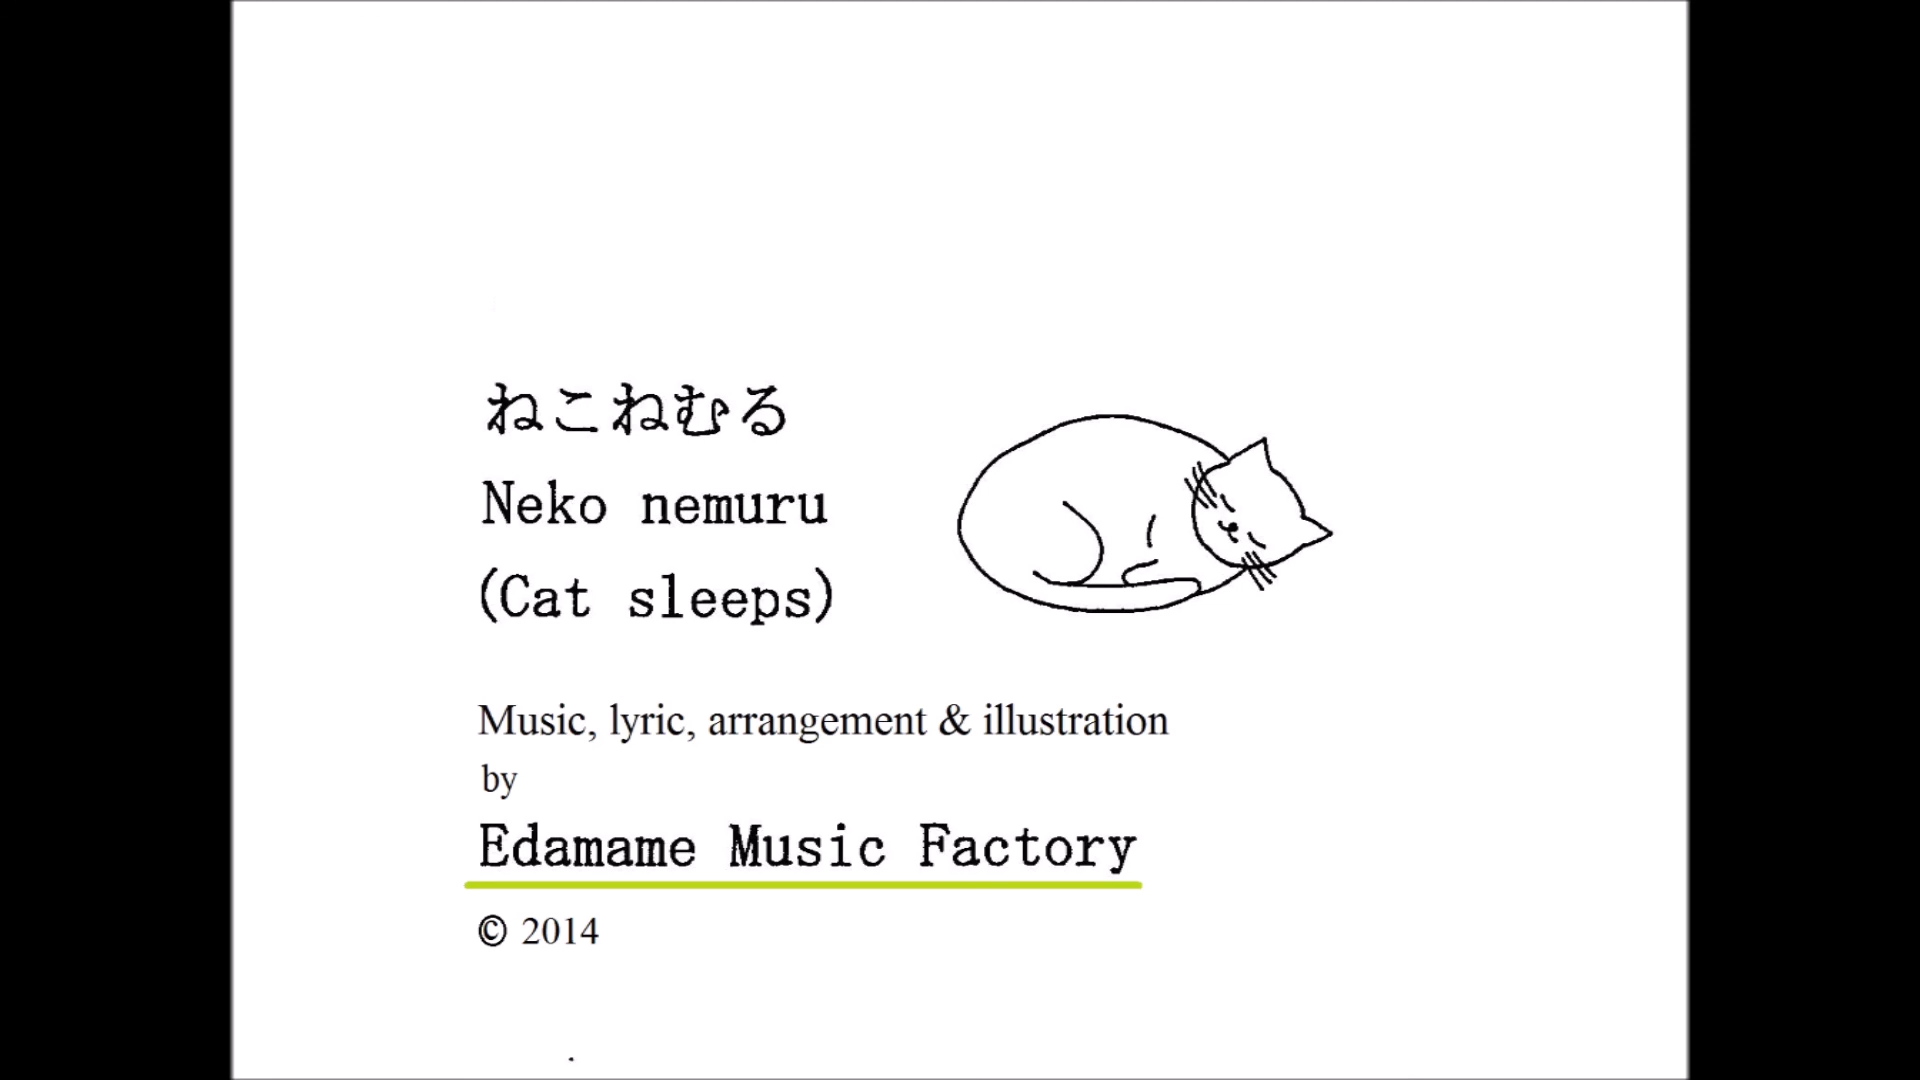 ねこねむる
Neko nemuru
(Cat sleeps)
Music, lyric, arrangement & illustration
by
Edamame Music Factory
© 2014